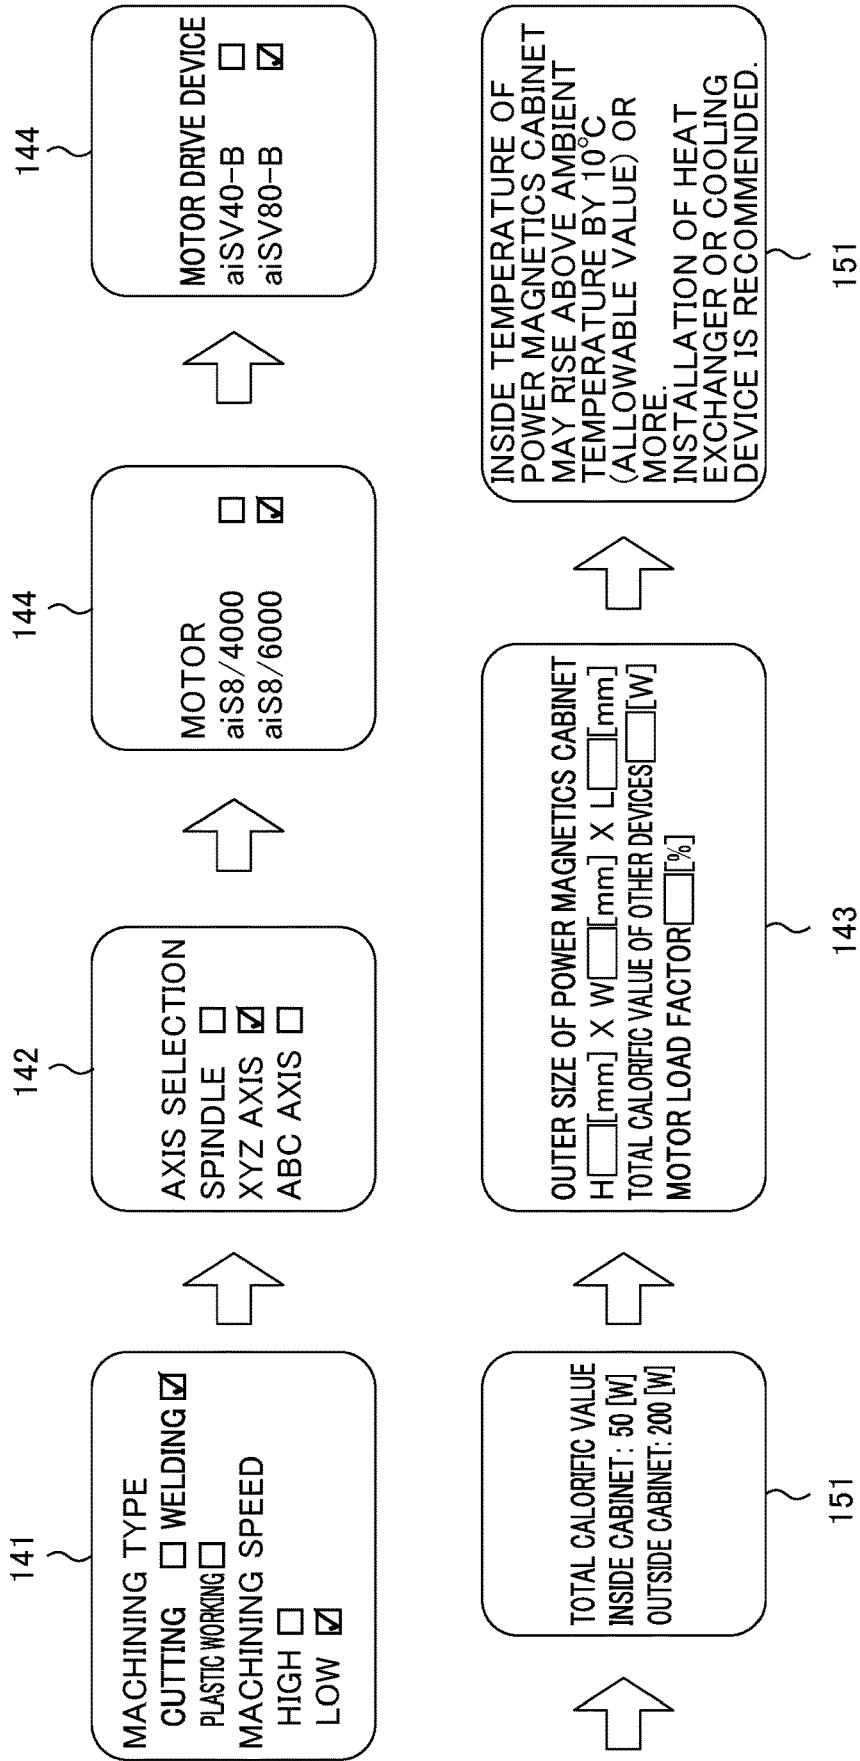 141
MACHINING TYPE
CUTTING ☐ WELDING ☑
PLASTIC WORKING ☐
MACHINING SPEED
HIGH ☐
LOW ☑
142
AXIS SELECTION
SPINDLE ☐
XYZ AXIS ☑
ABC AXIS ☐
144
MOTOR
aiS8/4000 ☐
aiS8/6000 ☑
144
MOTOR DRIVE DEVICE
aiSV40-B ☐
aiSV80-B ☑
TOTAL CALORIFIC VALUE
INSIDE CABINET: 50 [W]
OUTSIDE CABINET: 200 [W]
151
OUTER SIZE OF POWER MAGNETICS CABINET
H☐[mm] X W☐[mm] X L☐[mm]
TOTAL CALORIFIC VALUE OF OTHER DEVICES☐[W]
MOTOR LOAD FACTOR☐[%]
143
INSIDE TEMPERATURE OF
POWER MAGNETICS CABINET
MAY RISE ABOVE AMBIENT
TEMPERATURE BY 10°C
(ALLOWABLE VALUE) OR
MORE.
INSTALLATION OF HEAT
EXCHANGER OR COOLING
DEVICE IS RECOMMENDED.
151